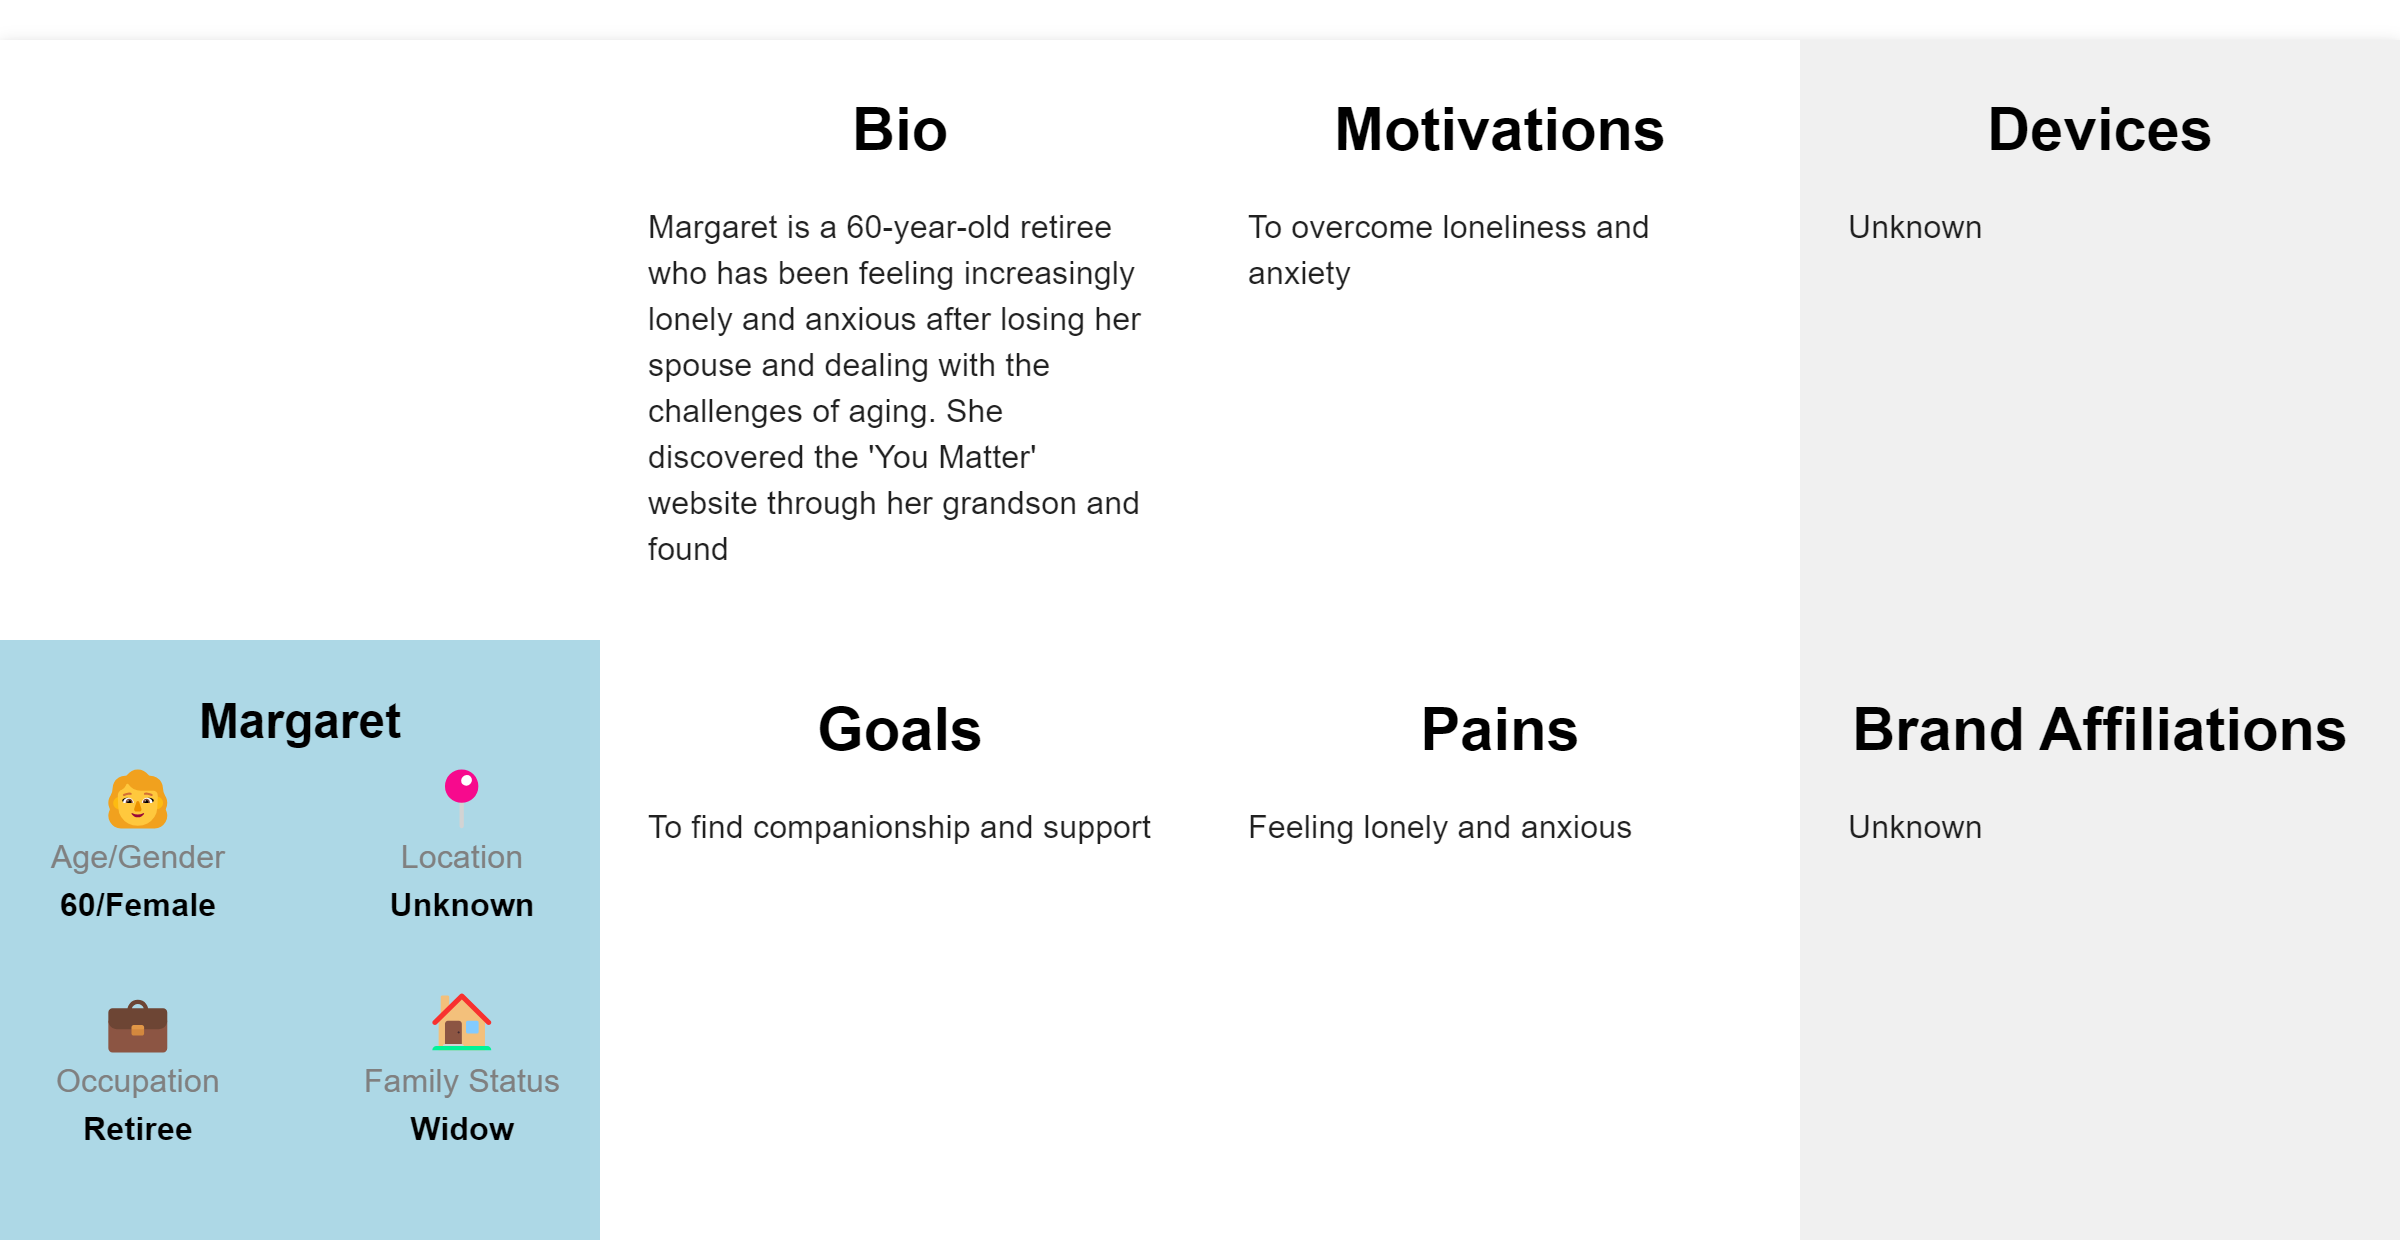 Bio
Margaret is a 60-year-old retiree
who has been feeling increasingly
lonely and anxious after losing her
spouse and dealing with the
challenges of aging. She
discovered the 'You Matter'
website through her grandson and
found
Motivations
To overcome loneliness and
anxiety
Devices
Unknown
Margaret
Age/Gender
60/Female
Location
Unknown
Occupation
Retiree
Family Status
Widow
Goals
To find companionship and support
Pains
Feeling lonely and anxious
Brand Affiliations
Unknown